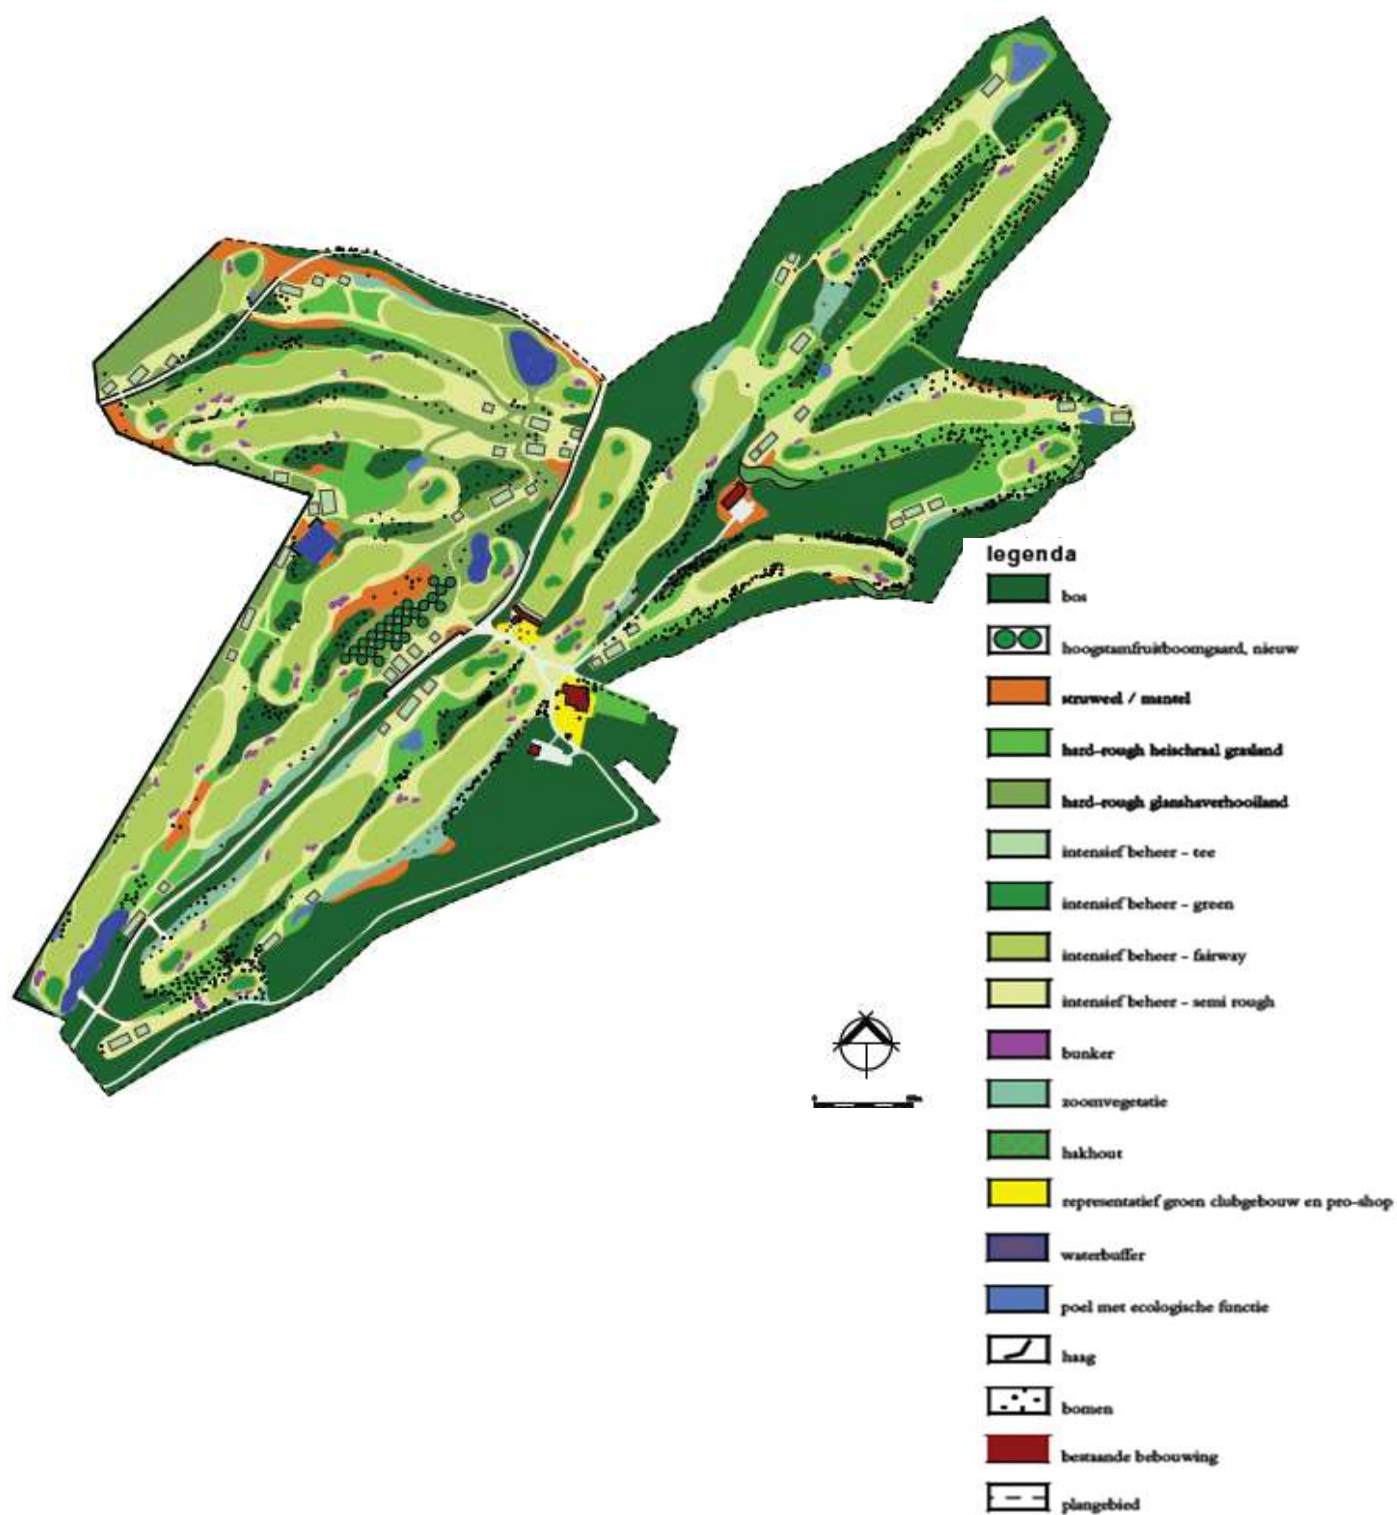 legenda
bos
hoogstamfruitboomgaard, nieuw
struweel / mantel
hard-rough heischraal grasland
hard-rough glanshaverhooiland
intensief beheer - tee
intensief beheer - green
intensief beheer - fairway
intensief beheer - semi rough
bunker
zoomvegetatie
hakhout
representatief groen clubgebouw en pro-shop
waterbuffer
poel met ecologische functie
haag
bomen
bestaande bebouwing
plangebied
0